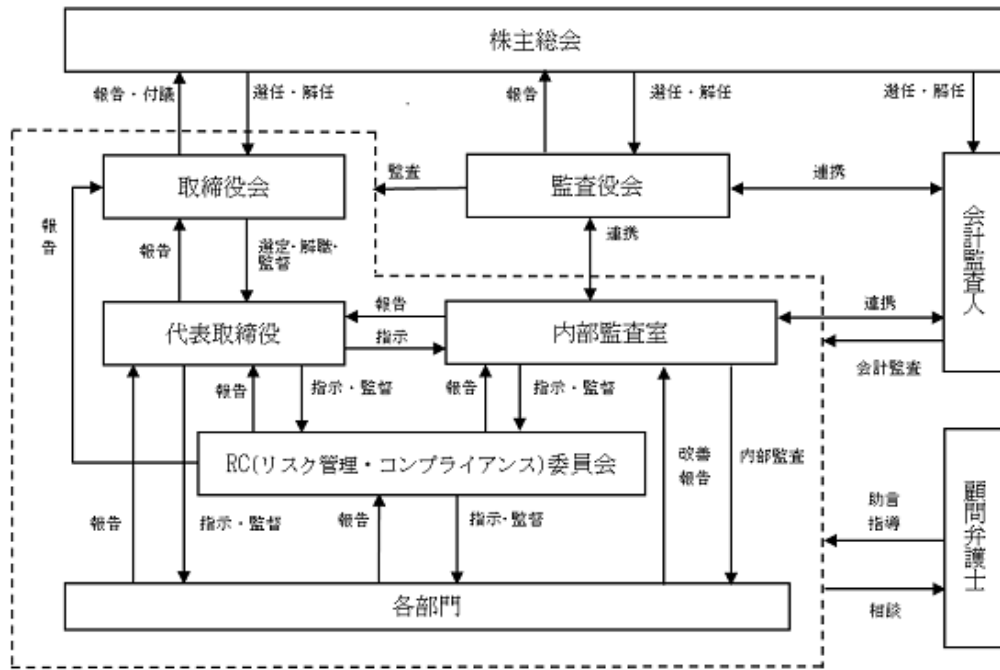 株主総会
報告・付議
選任・解任
報告
選任・解任
選任・解任
取締役会
監査
監査役会
連携
会計監査人
報
告
報告
選定・解職・
監督
連携
代表取締役
報告
指示
内部監査室
連携
会計監査
報告
指示・監督
報告
指示・監督
RC(リスク管理・コンプライアンス)委員会
改善
報告
内部監査
報告
指示・監督
報告
指示・監督
助言
指導
顧問弁護士
各部門
相談